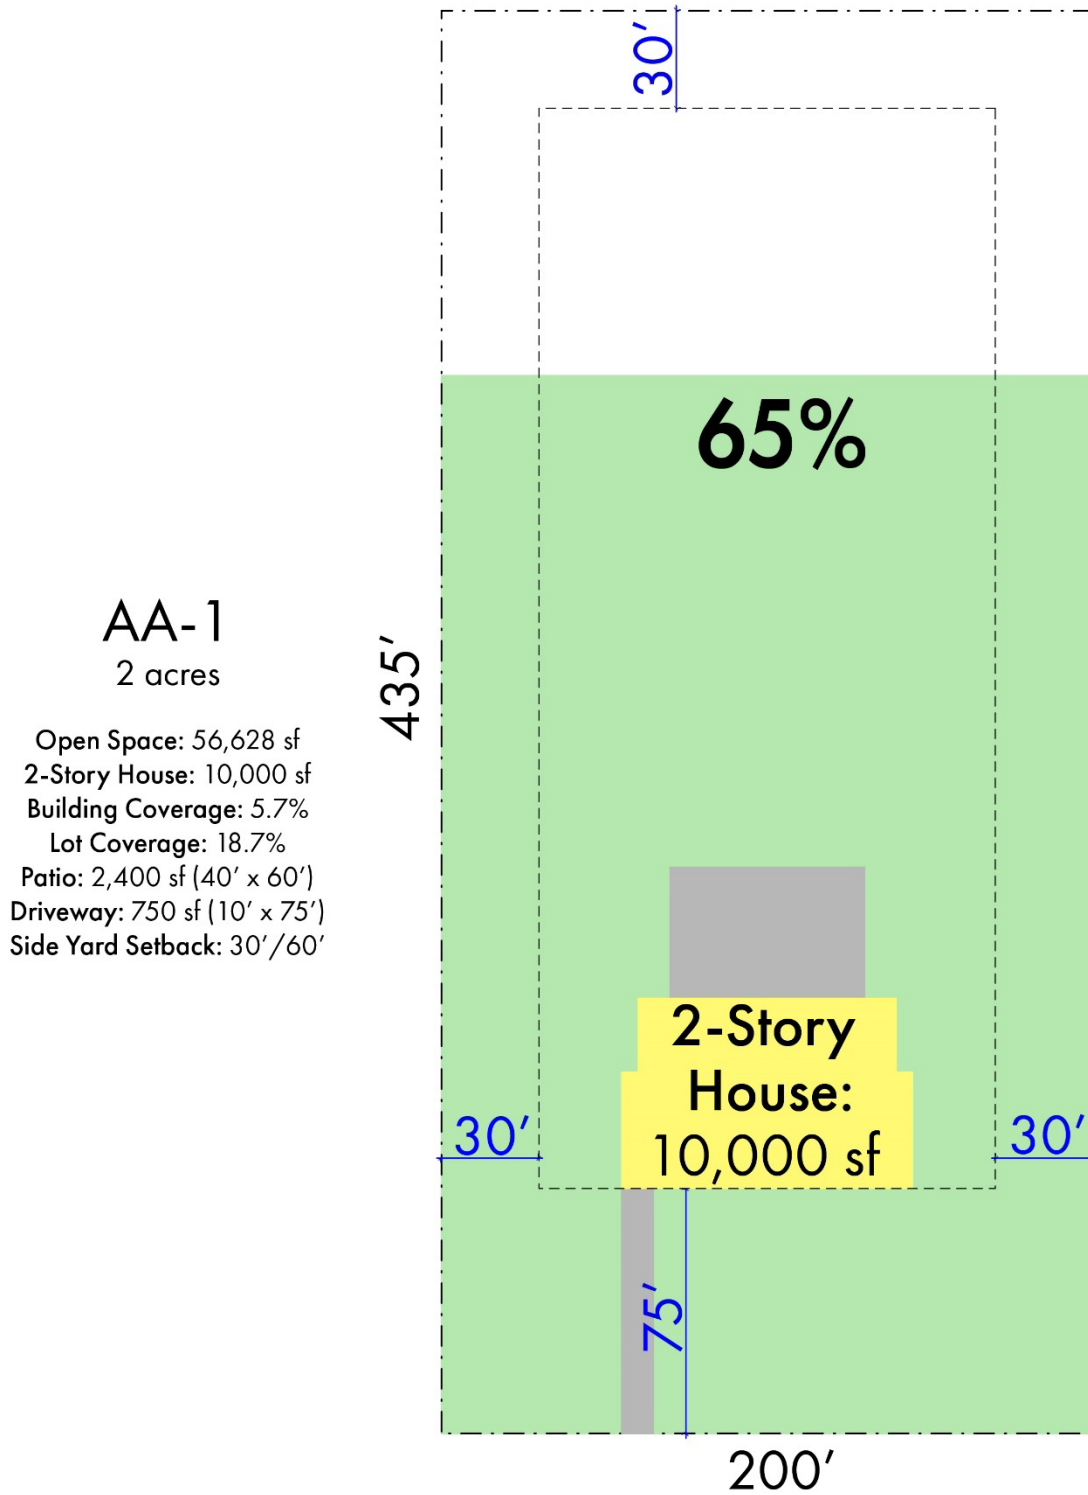 30′
65%
AA-1
2 acres
435′
Open Space: 56,628 sf
2-Story House: 10,000 sf
Building Coverage: 5.7%
Lot Coverage: 18.7%
Patio: 2,400 sf (40′ x 60′)
Driveway: 750 sf (10′ x 75′)
Side Yard Setback: 30′/60′
2-Story
House:
10,000 sf
30′
30′
75′
200′